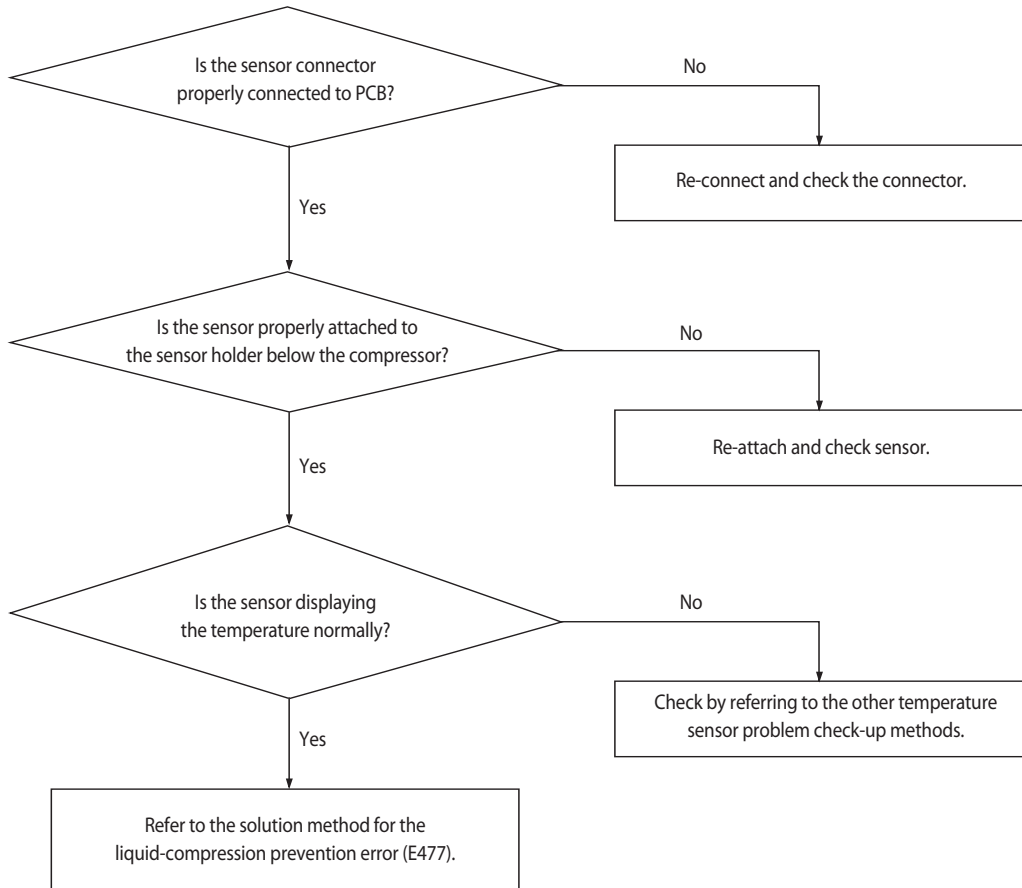 Is the sensor connector
properly connected to PCB?
No
Re-connect and check the connector.
Yes
Is the sensor properly attached to
the sensor holder below the compressor?
No
Re-attach and check sensor.
Yes
Is the sensor displaying
the temperature normally?
No
Check by referring to the other temperature
sensor problem check-up methods.
Yes
Refer to the solution method for the
liquid-compression prevention error (E477).